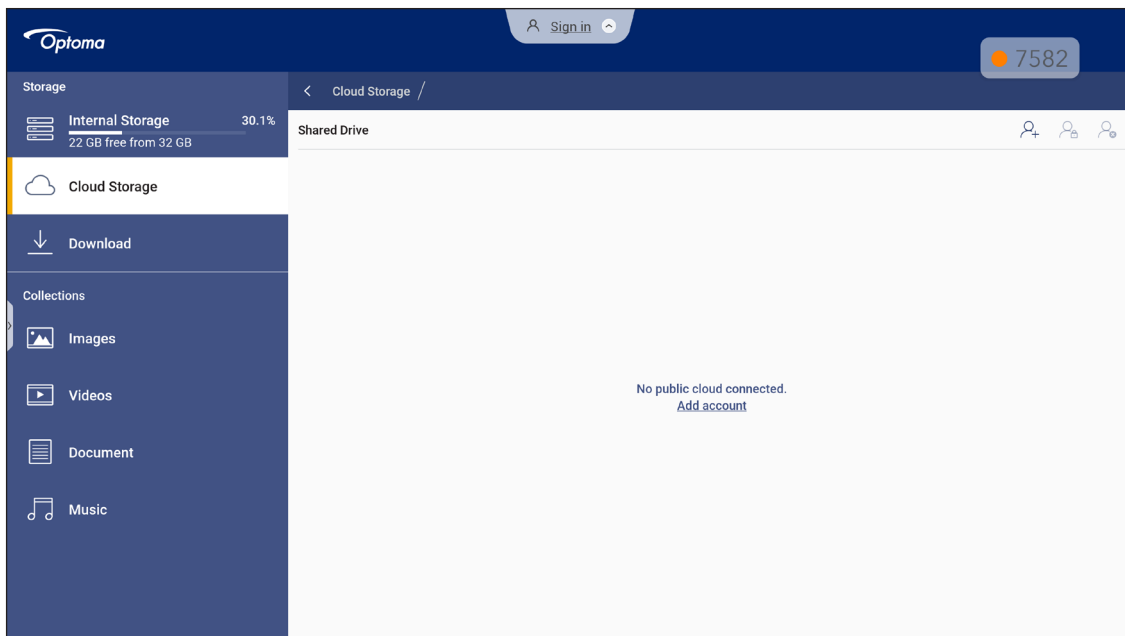 Optoma
Sign in
7582
Storage
Cloud Storage /
Internal Storage 30.1%
22 GB free from 32 GB
Shared Drive
Cloud Storage
Download
Collections
Images
Videos
No public cloud connected.
Add account
Document
Music